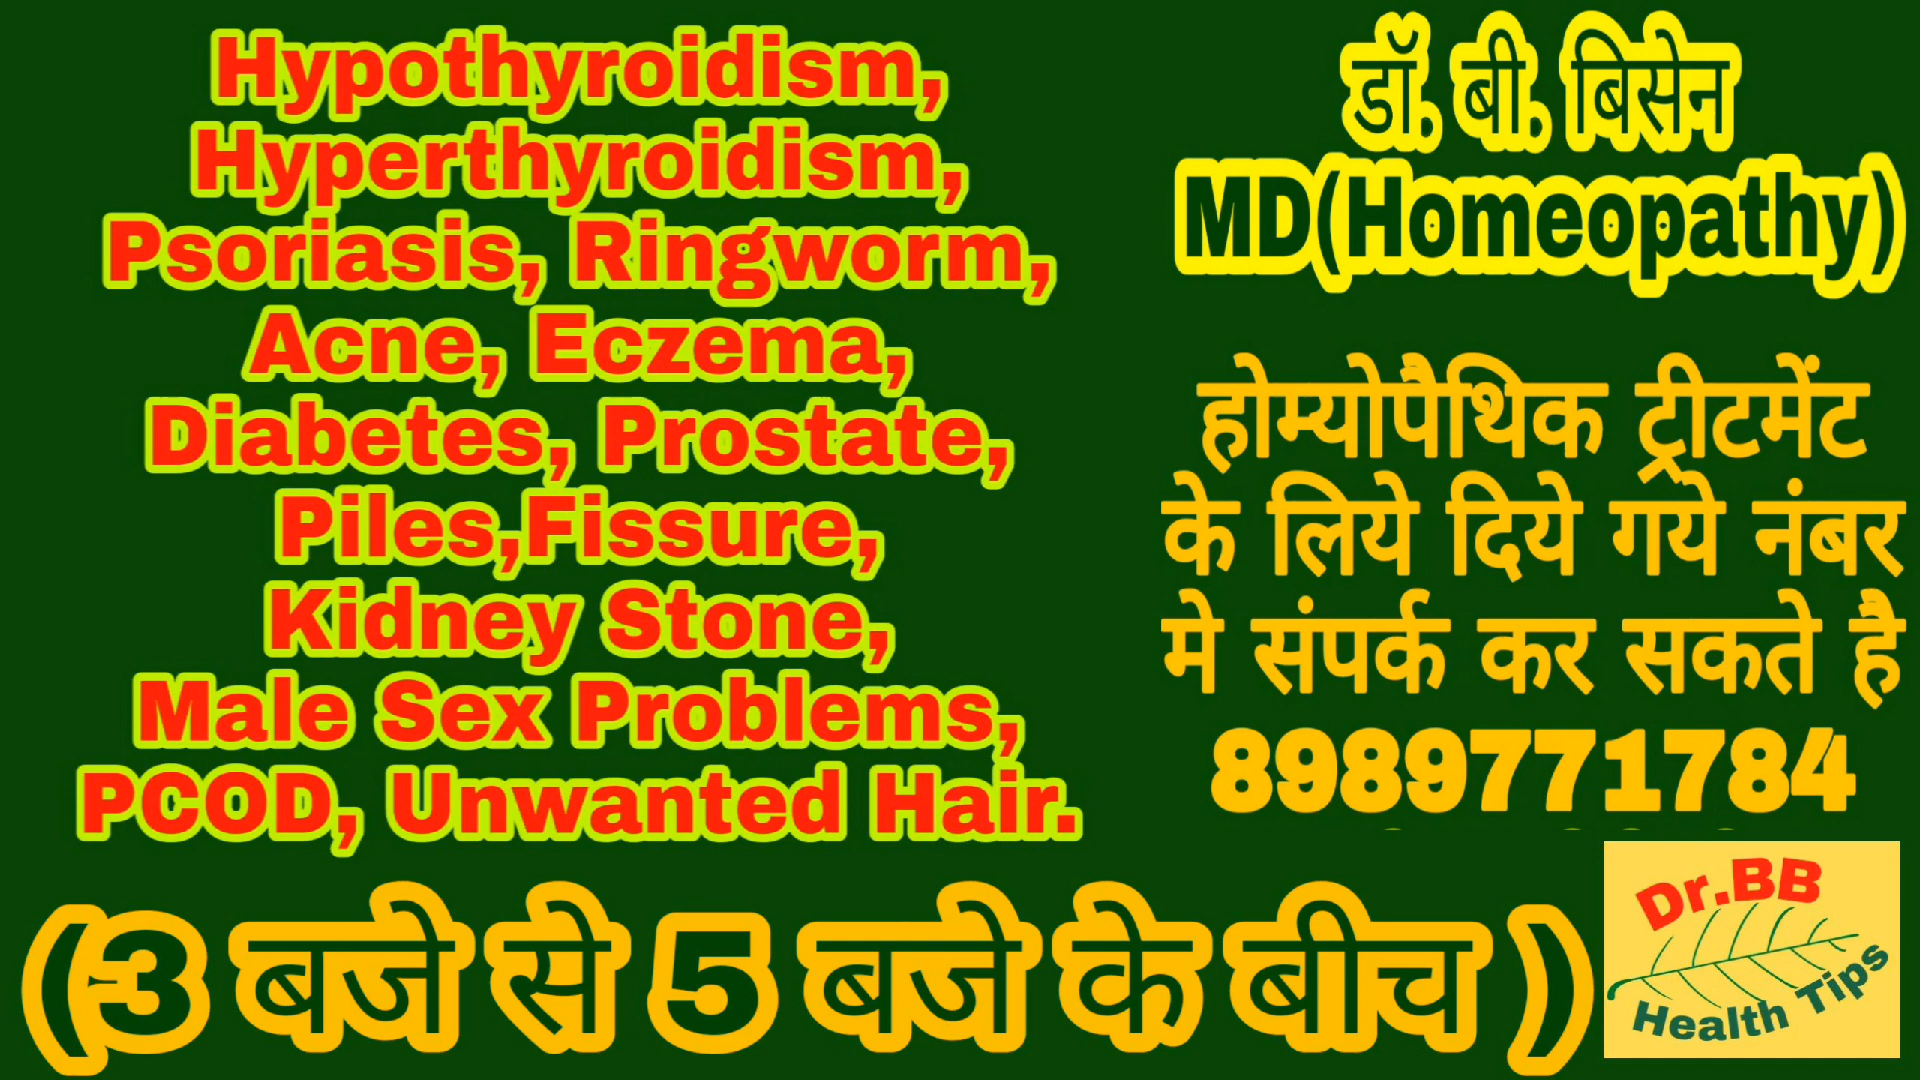 Hypothyroidism,
Hyperthyroidism,
Psoriasis, Ringworm,
Acne, Eczema,
Diabetes, Prostate,
Piles,Fissure,
Kidney Stone,
Male Sex Problems,
PCOD, Unwanted Hair.
डॉ. बी. बिसेन
MD(Homeopathy)
होम्योपैथिक ट्रीटमेंट
के लिये दिये गये नंबर
मे संपर्क कर सकते है
8989771784
(3 बजे से 5 बजे के बीच ))
Dr.BB
Health Tips